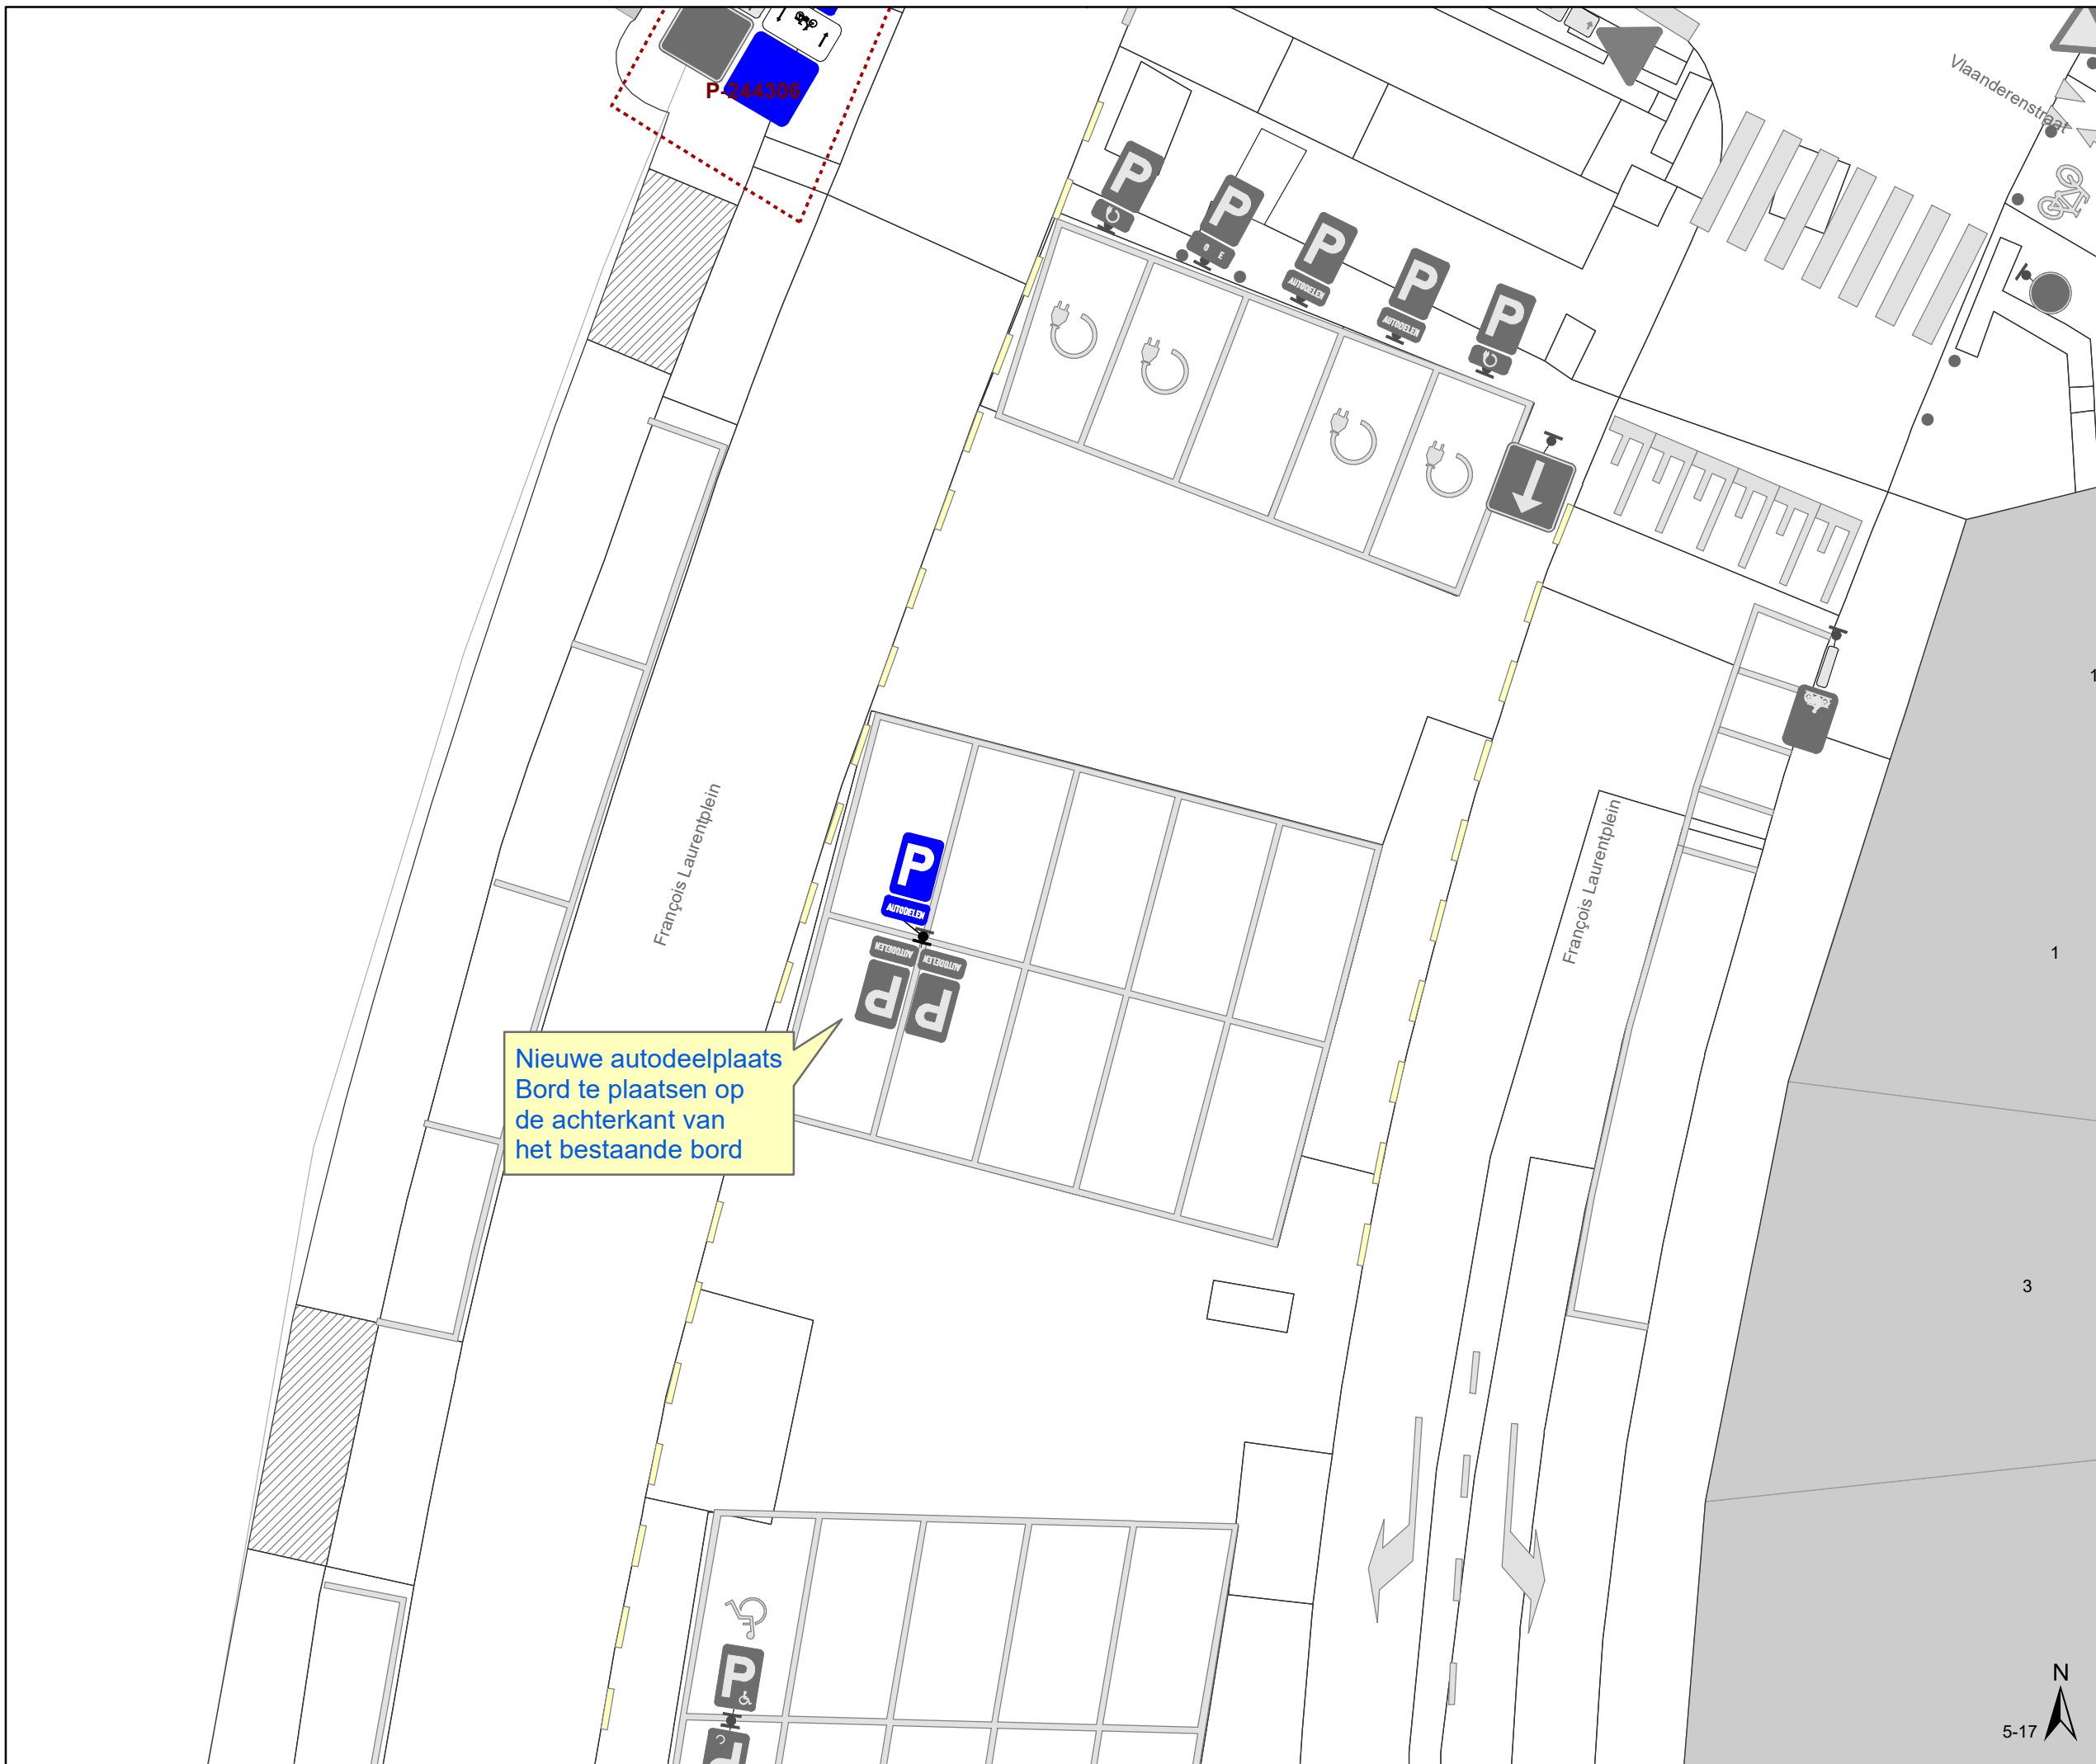 P-244306
Vlaanderenstraat
P
P
O E
P
AUTODELEN
P
AUTODELEN
P
François Laurentplein
François Laurentplein
P
AUTODELEN
AUTODELEN
AUTODELEN
P
P
Nieuwe autodeelplaats
Bord te plaatsen op
de achterkant van
het bestaande bord
1
1
3
P
P
N
5-17